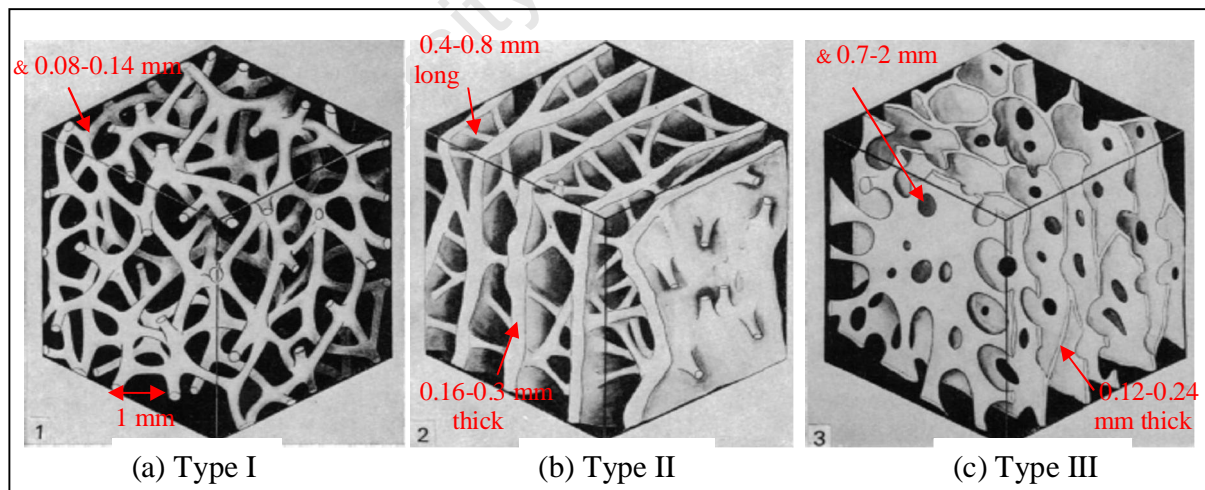 sity
& 0.08-0.14 mm
1 mm
1
(a) Type I
0.4-0.8 mm
long
0.16-0.3 mm
thick
2
(b) Type II
& 0.7-2 mm
0.12-0.24
mm thick
3
(c) Type III